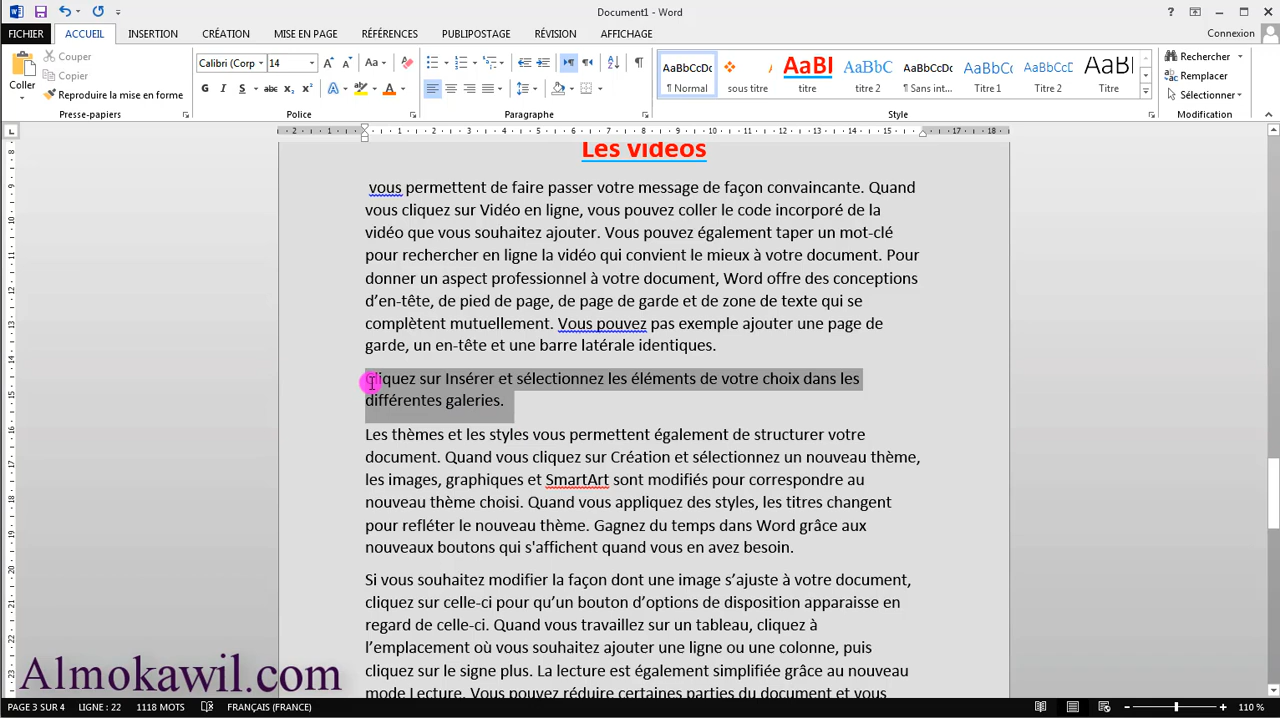 Document1 - Word
Connexion
FICHIER ACCUEIL INSERTION CRÉATION MISE EN PAGE RÉFÉRENCES PUBLIPOSTAGE RÉVISION AFFICHAGE
Coller
Couper
Copier
Reproduire la mise en forme
Presse-papiers
Calibri (Corp 14
G I S abc x₂ x²
Police
Paragraphe
AaBbCcDc
¶ Normal
sous titre
AaBl
titre
AaBbC
titre 2
AaBbCcDc
¶ Sans int...
AaBbCc
Titre 1
AaBbCcD
Titre 2
AaBl
Titre
Style
Rechercher
Remplacer
Sélectionner
Modification
Les vidéos
vous permettent de faire passer votre message de façon convaincante. Quand
vous cliquez sur Vidéo en ligne, vous pouvez coller le code incorporé de la
vidéo que vous souhaitez ajouter. Vous pouvez également taper un mot-clé
pour rechercher en ligne la vidéo qui convient le mieux à votre document. Pour
donner un aspect professionnel à votre document, Word offre des conceptions
d’en-tête, de pied de page, de page de garde et de zone de texte qui se
complètent mutuellement. Vous pouvez pas exemple ajouter une page de
garde, un en-tête et une barre latérale identiques.
Cliquez sur Insérer et sélectionnez les éléments de votre choix dans les
différentes galeries.
Les thèmes et les styles vous permettent également de structurer votre
document. Quand vous cliquez sur Création et sélectionnez un nouveau thème,
les images, graphiques et SmartArt sont modifiés pour correspondre au
nouveau thème choisi. Quand vous appliquez des styles, les titres changent
pour refléter le nouveau thème. Gagnez du temps dans Word grâce aux
nouveaux boutons qui s'affichent quand vous en avez besoin.
Si vous souhaitez modifier la façon dont une image s’ajuste à votre document,
cliquez sur celle-ci pour qu’un bouton d’options de disposition apparaisse en
regard de celle-ci. Quand vous travaillez sur un tableau, cliquez à
l’emplacement où vous souhaitez ajouter une ligne ou une colonne, puis
cliquez sur le signe plus. La lecture est également simplifiée grâce au nouveau
mode Lecture. Vous pouvez réduire certaines parties du document et vous
Almokawil.com
PAGE 3 SUR 4 LIGNE : 22 1118 MOTS FRANÇAIS (FRANCE) 110 %